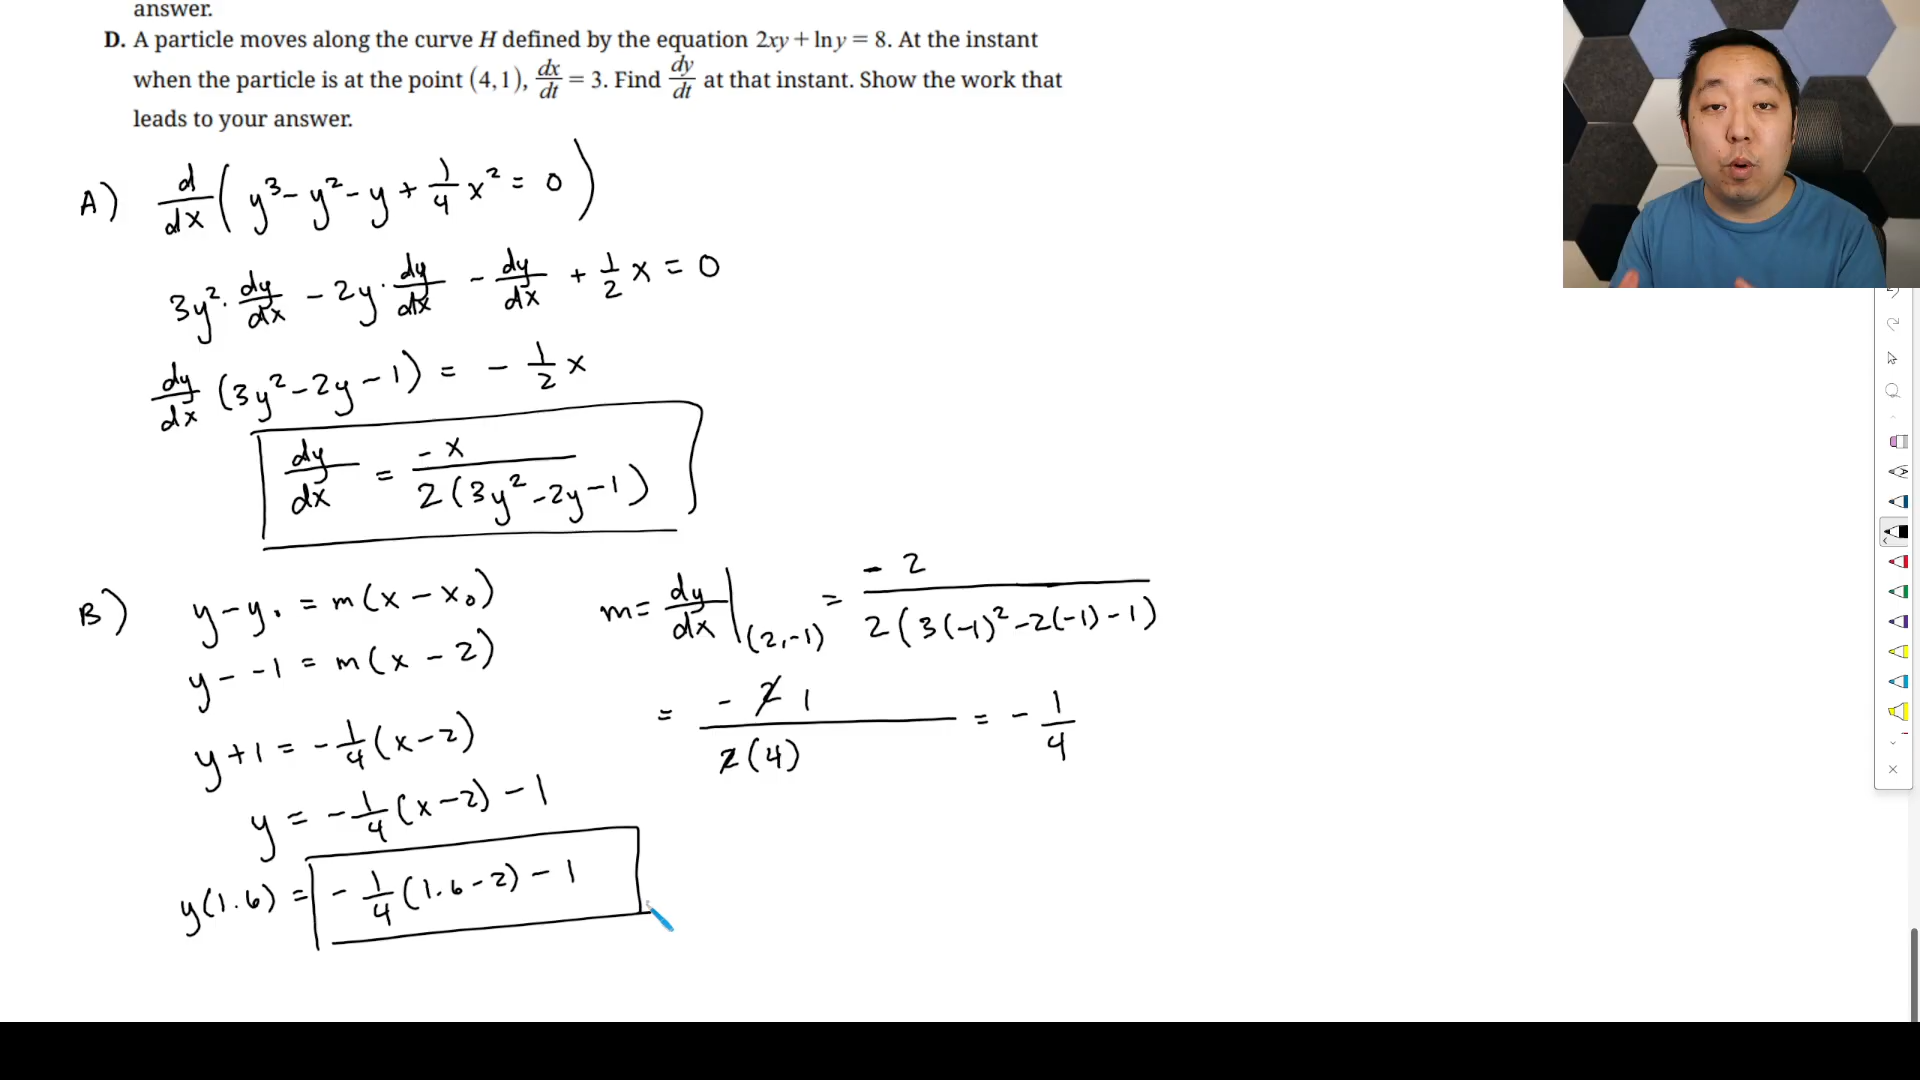 answer.
D. A particle moves along the curve H defined by the equation 2xy + ln y = 8. At the instant
when the particle is at the point (4, 1), dx/dt = 3. Find dy/dt at that instant. Show the work that
leads to your answer.
A) d/dx ( y³ - y² - y + 1/4 x² = 0 )
3y² · dy/dx - 2y · dy/dx - dy/dx + 1/2 x = 0
dy/dx (3y² - 2y - 1) = - 1/2 x
dy/dx = -x / 2(3y² - 2y - 1)
B) y - y₀ = m(x - x₀)
y - -1 = m(x - 2)
y + 1 = - 1/4 (x - 2)
y = - 1/4 (x - 2) - 1
y(1.6) = - 1/4 (1.6 - 2) - 1
m = dy/dx |(2, -1) = -2 / 2(3(-1)² - 2(-1) - 1)
= - 2 1 / 2(4) = - 1/4